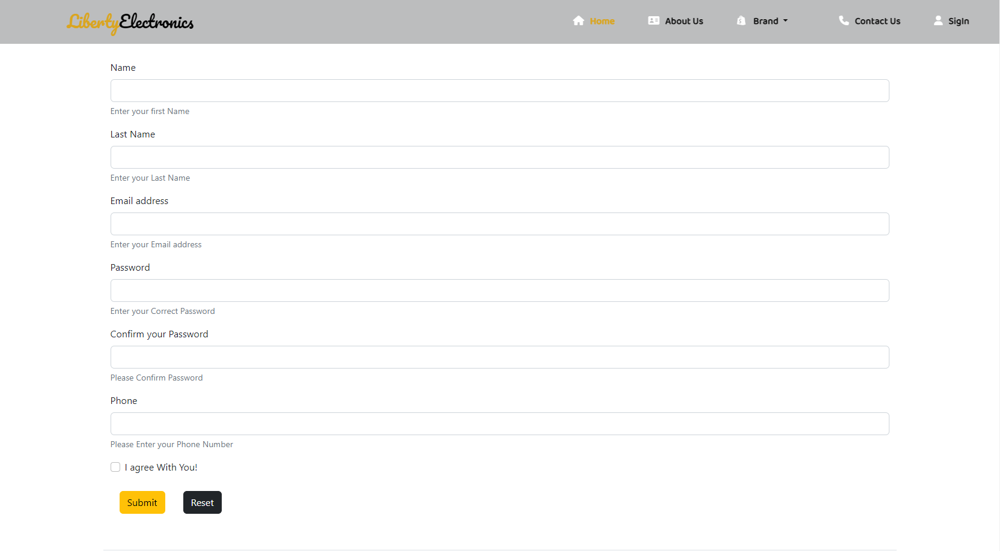 LibertyElectronics Home About Us Brand Contact Us SigIn
Name
Enter your first Name
Last Name
Enter your Last Name
Email address
Enter your Email address
Password
Enter your Correct Password
Confirm your Password
Please Confirm Password
Phone
Please Enter your Phone Number
I agree With You!
Submit Reset